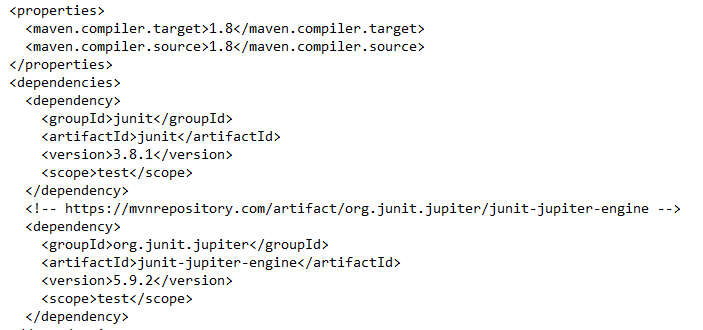 <properties>
  <maven.compiler.target>1.8</maven.compiler.target>
  <maven.compiler.source>1.8</maven.compiler.source>
</properties>
<dependencies>
  <dependency>
    <groupId>junit</groupId>
    <artifactId>junit</artifactId>
    <version>3.8.1</version>
    <scope>test</scope>
  </dependency>
  <!-- https://mvnrepository.com/artifact/org.junit.jupiter/junit-jupiter-engine -->
  <dependency>
    <groupId>org.junit.jupiter</groupId>
    <artifactId>junit-jupiter-engine</artifactId>
    <version>5.9.2</version>
    <scope>test</scope>
  </dependency>